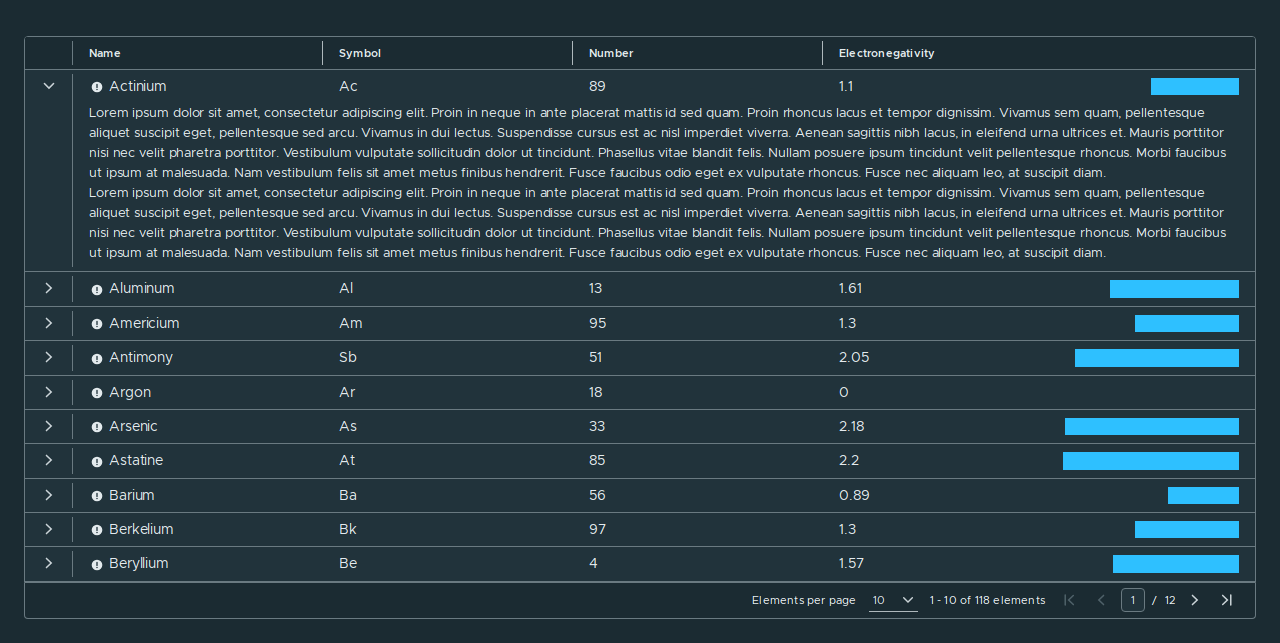 Name Symbol Number Electronegativity
Actinium Ac 89 1.1
Lorem ipsum dolor sit amet, consectetur adipiscing elit. Proin in neque in ante placerat mattis id sed quam. Proin rhoncus lacus et tempor dignissim. Vivamus sem quam, pellentesque
aliquet suscipit eget, pellentesque sed arcu. Vivamus in dui lectus. Suspendisse cursus est ac nisl imperdiet viverra. Aenean sagittis nibh lacus, in eleifend urna ultrices et. Mauris porttitor
nisi nec velit pharetra porttitor. Vestibulum vulputate sollicitudin dolor ut tincidunt. Phasellus vitae blandit felis. Nullam posuere ipsum tincidunt velit pellentesque rhoncus. Morbi faucibus
ut ipsum at malesuada. Nam vestibulum felis sit amet metus finibus hendrerit. Fusce faucibus odio eget ex vulputate rhoncus. Fusce nec aliquam leo, at suscipit diam.
Lorem ipsum dolor sit amet, consectetur adipiscing elit. Proin in neque in ante placerat mattis id sed quam. Proin rhoncus lacus et tempor dignissim. Vivamus sem quam, pellentesque
aliquet suscipit eget, pellentesque sed arcu. Vivamus in dui lectus. Suspendisse cursus est ac nisl imperdiet viverra. Aenean sagittis nibh lacus, in eleifend urna ultrices et. Mauris porttitor
nisi nec velit pharetra porttitor. Vestibulum vulputate sollicitudin dolor ut tincidunt. Phasellus vitae blandit felis. Nullam posuere ipsum tincidunt velit pellentesque rhoncus. Morbi faucibus
ut ipsum at malesuada. Nam vestibulum felis sit amet metus finibus hendrerit. Fusce faucibus odio eget ex vulputate rhoncus. Fusce nec aliquam leo, at suscipit diam.
Aluminum Al 13 1.61
Americium Am 95 1.3
Antimony Sb 51 2.05
Argon Ar 18 0
Arsenic As 33 2.18
Astatine At 85 2.2
Barium Ba 56 0.89
Berkelium Bk 97 1.3
Beryllium Be 4 1.57
Elements per page 10 1 - 10 of 118 elements 1 / 12